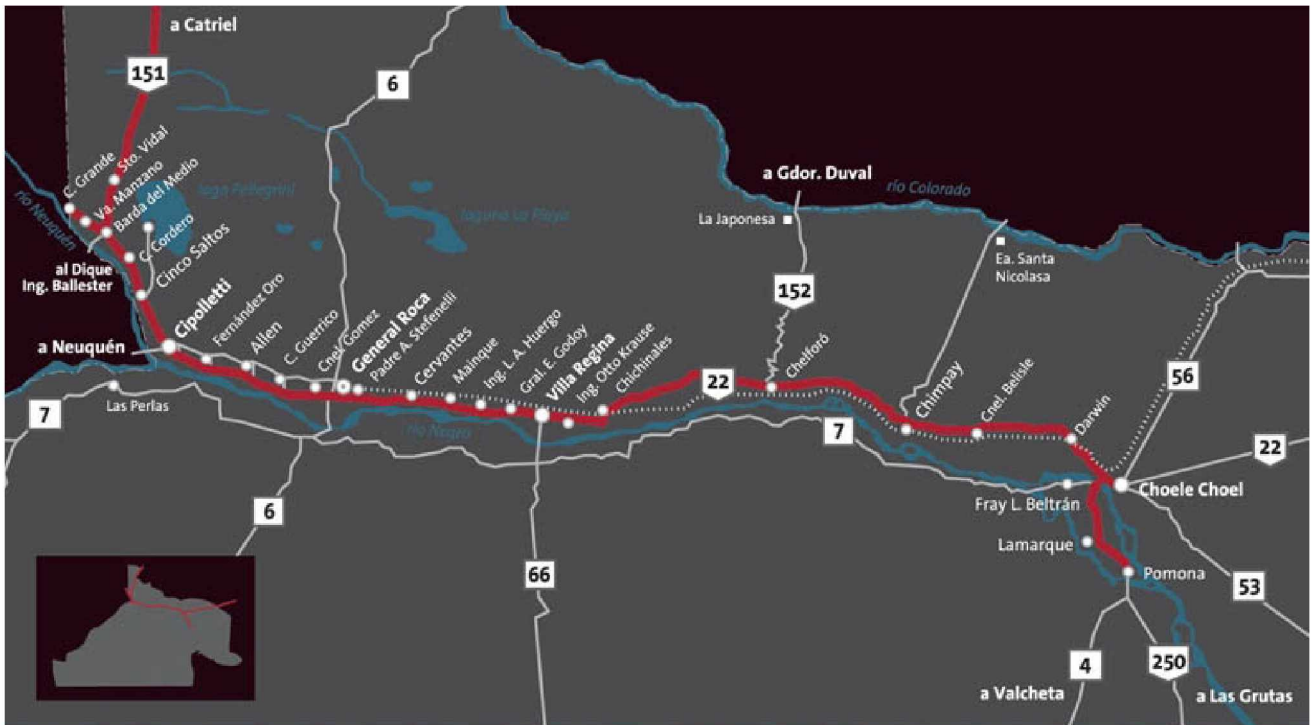 a Catriel
151
6
C. Grande
Sto. Vidal
Va. Manzano
Barda del Medio
C. Cordero
Cinco Saltos
río Neuquén
lago Pellegrini
laguna La Playa
al Dique
Ing. Ballester
a Gdor. Duval
río Colorado
La Japonesa
Ea. Santa
Nicolasa
152
a Neuquén
Cipolletti
Fernández Oro
Allen
C. Guerrico
Cnel. Gomez
General Roca
Padre A. Stefenelli
Cervantes
Mainque
Ing. L. A. Huergo
Gral. E. Godoy
Villa Regina
Ing. Otto Krause
Chichinales
22
Chelforó
Chimpay
Cnel. Belisle
Darwin
56
7
Las Perlas
río Negro
7
22
Choele Choel
Fray L. Beltrán
6
Lamarque
66
Pomona
53
4
250
a Valcheta
a Las Grutas